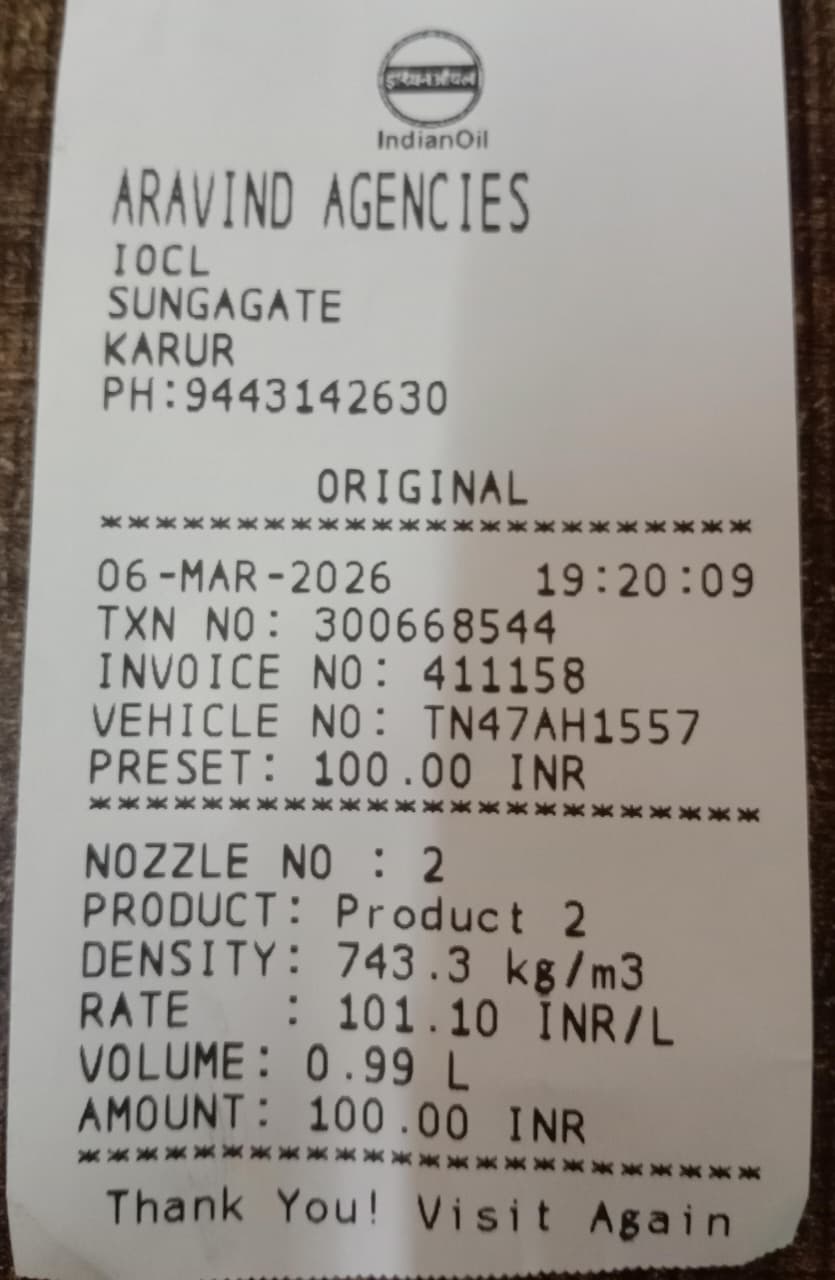 इंडियनऑयल
IndianOil
ARAVIND AGENCIES
IOCL
SUNGAGATE
KARUR
PH:9443142630
ORIGINAL
************************
06-MAR-2026 19:20:09
TXN NO: 300668544
INVOICE NO: 411158
VEHICLE NO: TN47AH1557
PRESET: 100.00 INR
************************
NOZZLE NO : 2
PRODUCT: Product 2
DENSITY: 743.3 kg/m3
RATE : 101.10 INR/L
VOLUME: 0.99 L
AMOUNT: 100.00 INR
************************
Thank You! Visit Again